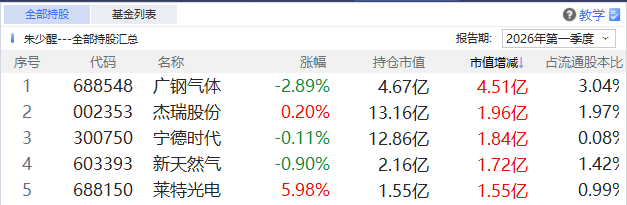 全部持股 基金列表 ? 教学
朱少醒---全部持股汇总 报告期: 2026年第一季度
序号 代码 名称 涨幅 持仓市值 市值增减↓ 占流通股本比
1 688548 广钢气体 -2.89% 4.67亿 4.51亿 3.04%
2 002353 杰瑞股份 0.20% 13.16亿 1.96亿 1.97%
3 300750 宁德时代 -0.11% 12.86亿 1.84亿 0.08%
4 603393 新天然气 -0.90% 2.16亿 1.72亿 1.42%
5 688150 莱特光电 5.98% 1.55亿 1.55亿 0.99%